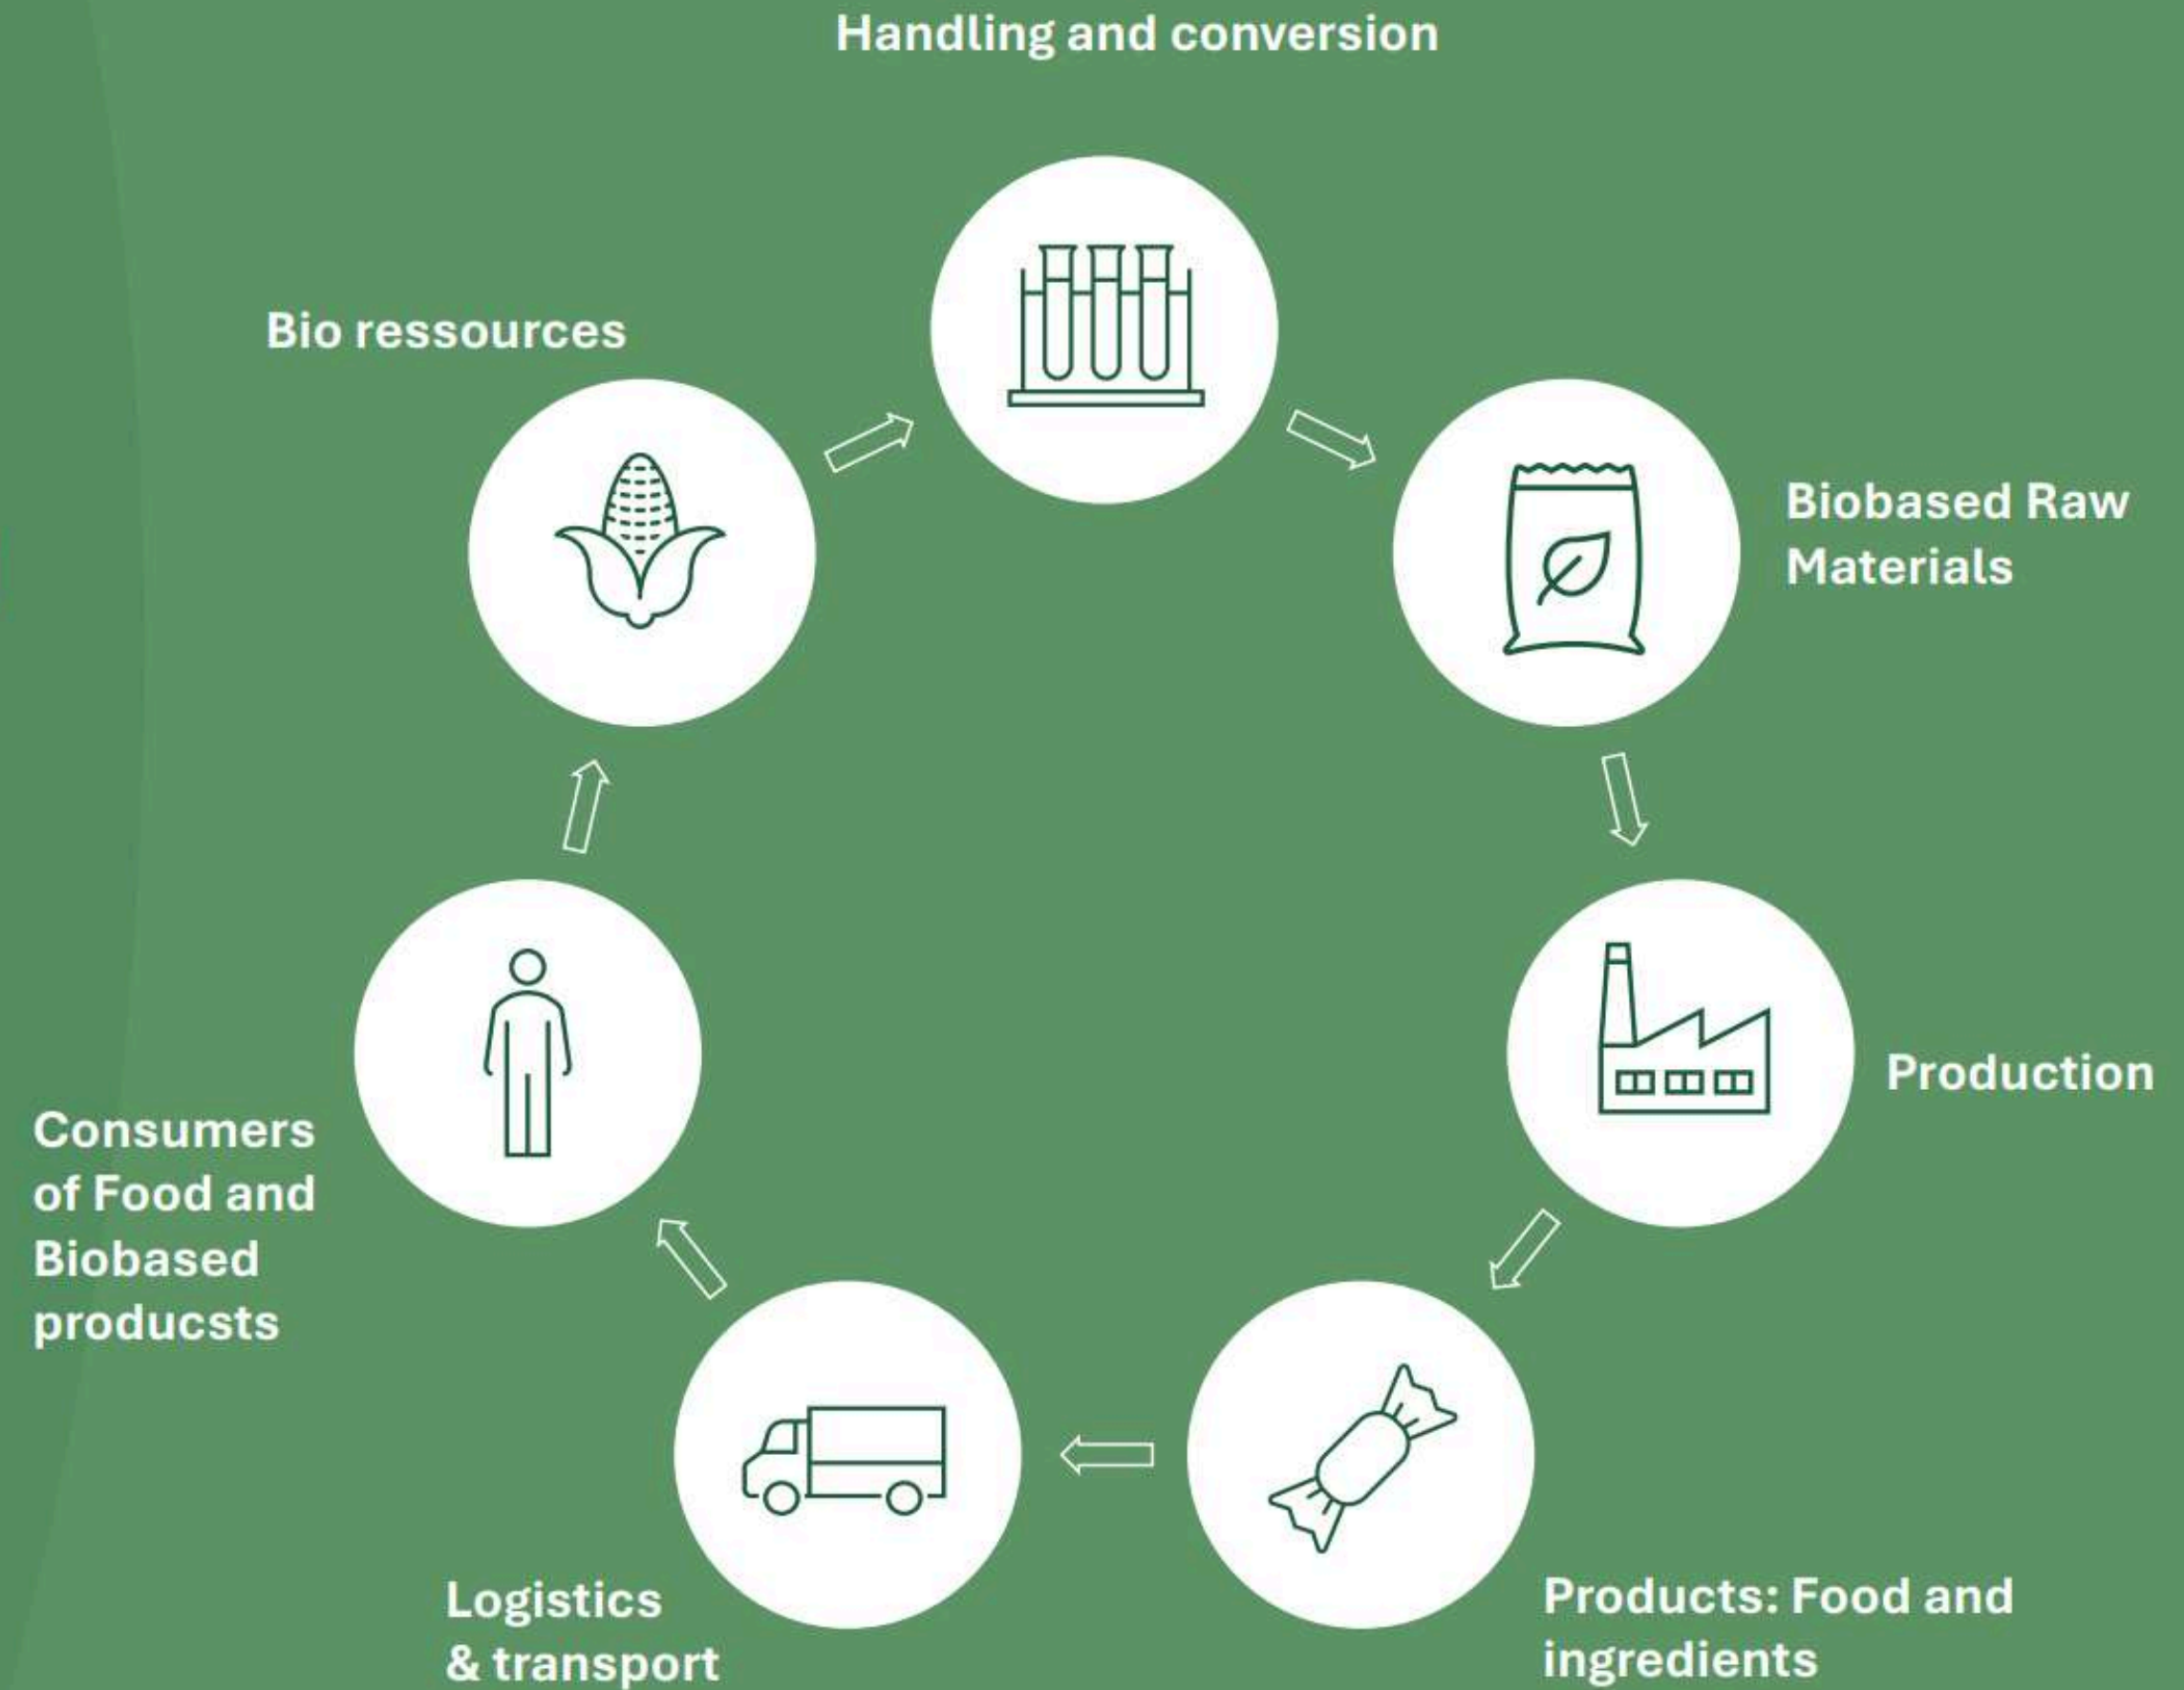 Handling and conversion
Bio ressources
Biobased Raw
Materials
Production
Consumers
of Food and
Biobased
producsts
Logistics
& transport
Products: Food and
ingredients